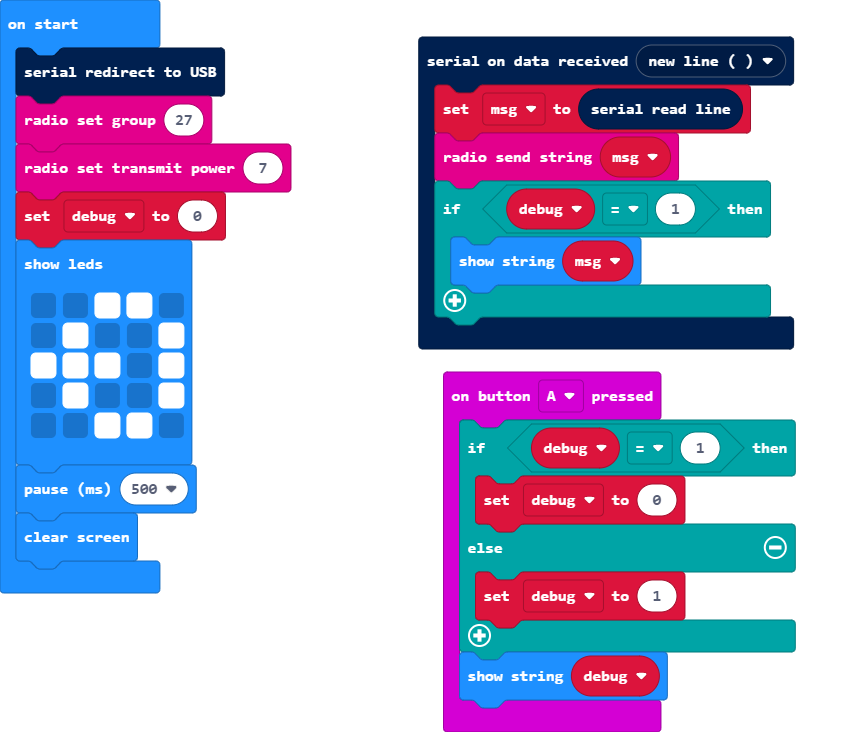 on start
serial redirect to USB
radio set group 27
radio set transmit power 7
set debug to 0
show leds
pause (ms) 500
clear screen
serial on data received new line ( )
set msg to serial read line
radio send string msg
if debug = 1 then
show string msg
on button A pressed
if debug = 1 then
set debug to 0
else
set debug to 1
show string debug